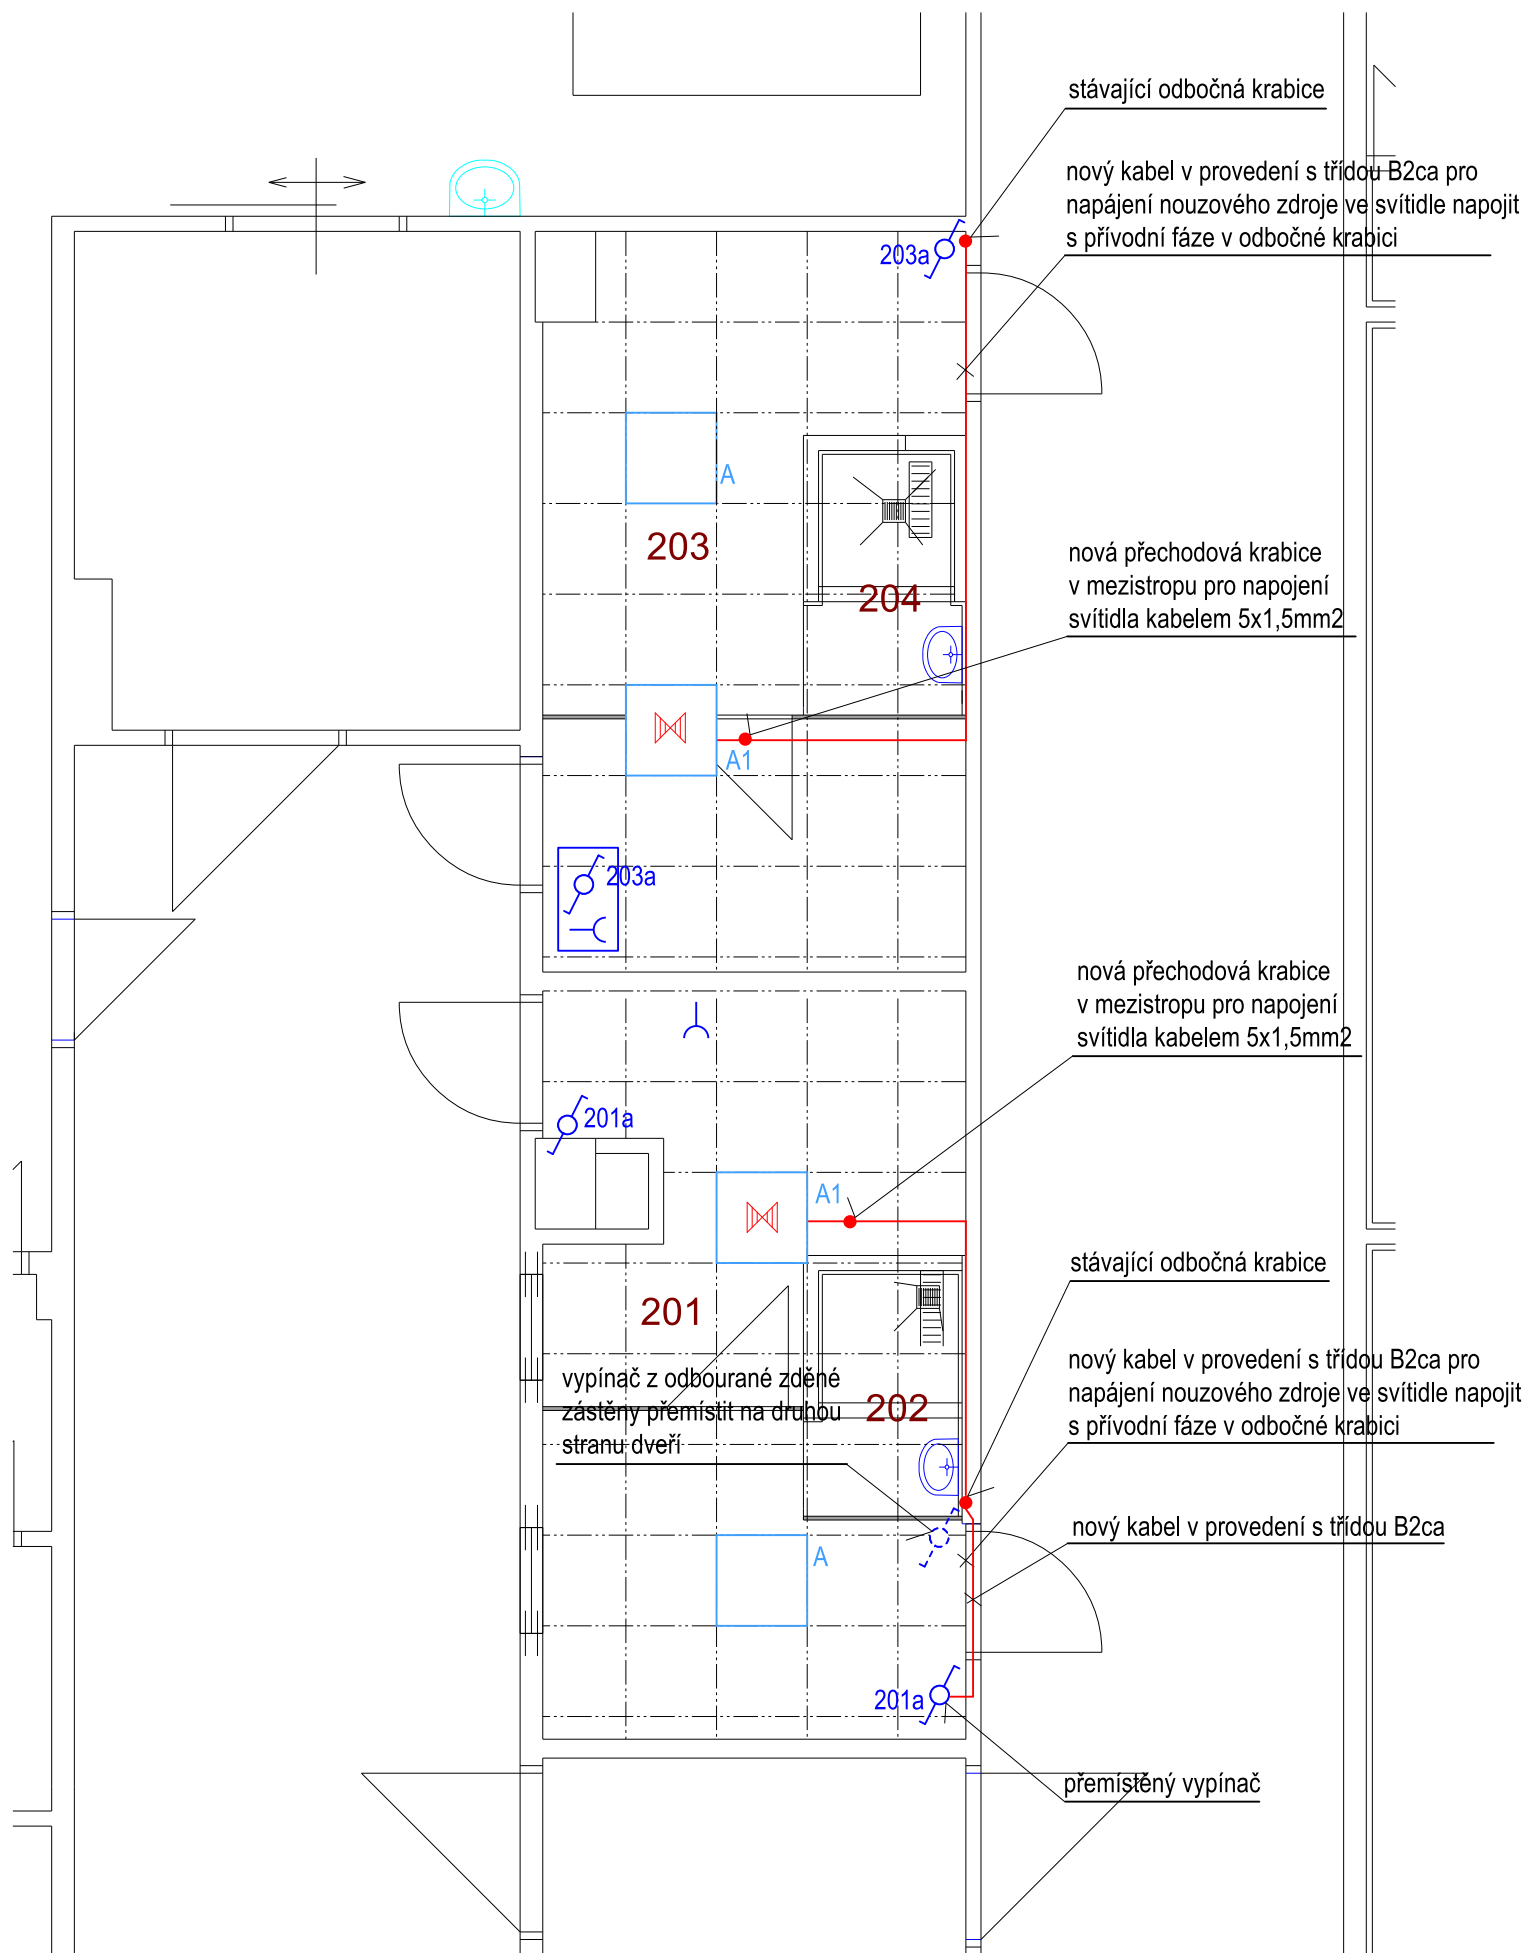 stávající odbočná krabice
nový kabel v provedení s třídou B2ca pro
napájení nouzového zdroje ve svítidle napojit
s přívodní fáze v odbočné krabici
203a
A
203
nová přechodová krabice
v mezistropu pro napojení
svítidla kabelem 5x1,5mm2
204
A1
203a
nová přechodová krabice
v mezistropu pro napojení
svítidla kabelem 5x1,5mm2
201a
A1
stávající odbočná krabice
201
nový kabel v provedení s třídou B2ca pro
napájení nouzového zdroje ve svítidle napojit
s přívodní fáze v odbočné krabici
vypínač z odbourané zděné
zástěny přemístit na druhou
stranu dveří
202
nový kabel v provedení s třídou B2ca
A
201a
přemístěný vypínač